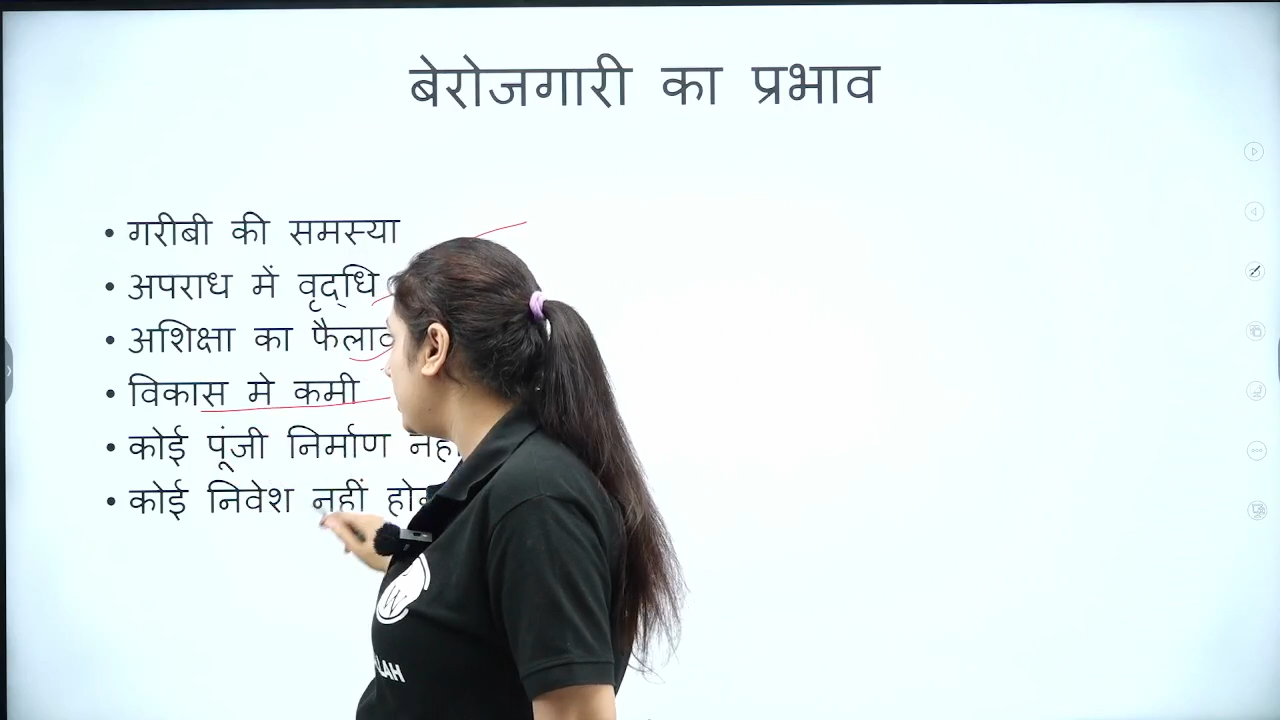 बेरोजगारी का प्रभाव
• गरीबी की समस्या
• अपराध में वृद्धि
• अशिक्षा का
• विकास मे कमी
• कोई पूंजी निर्माण
• कोई निवेश नहीं